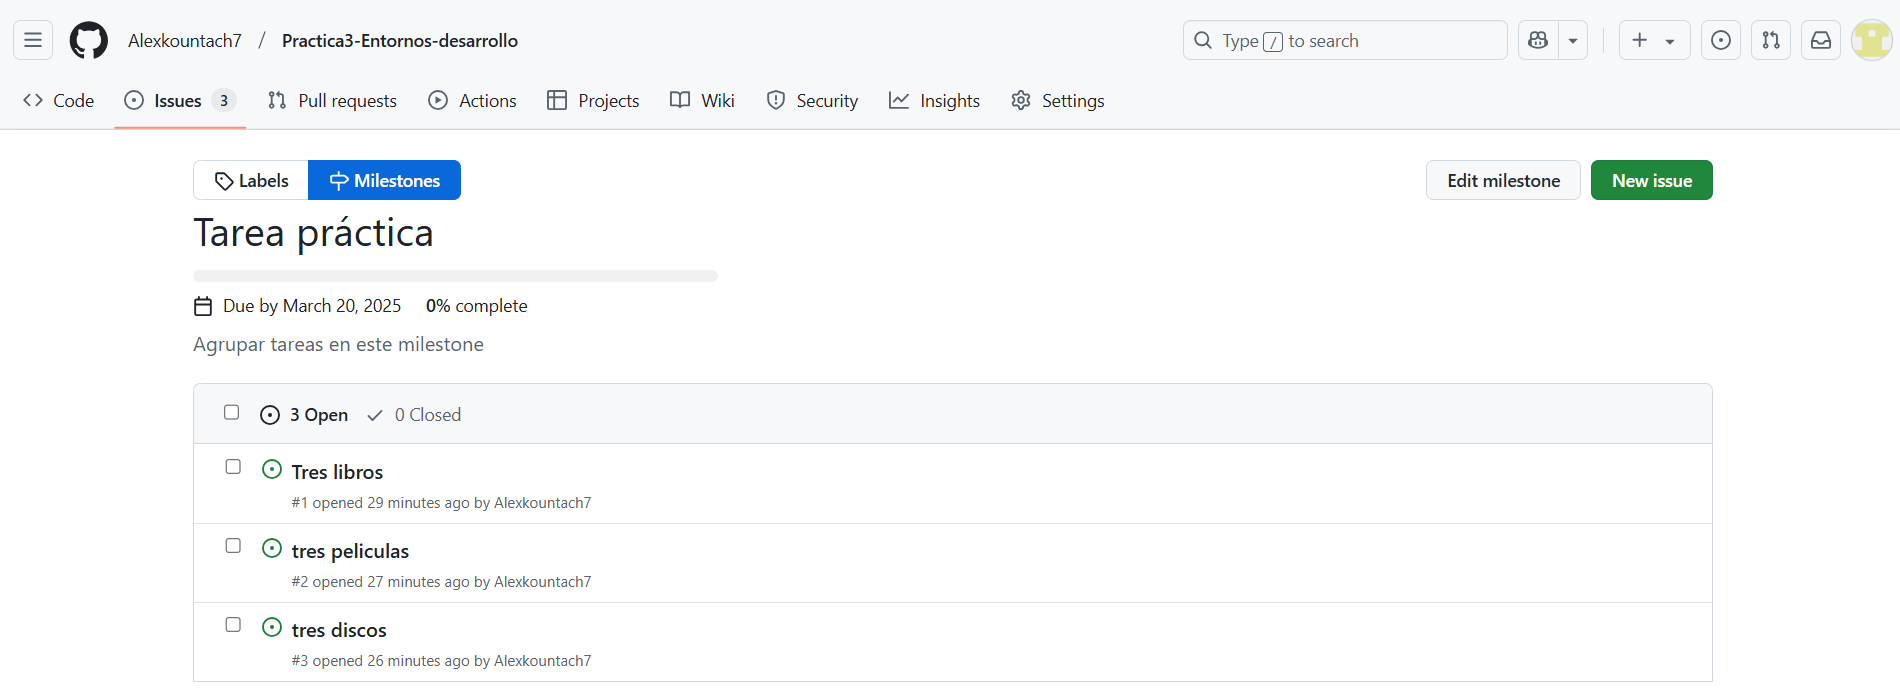 Alexkountach7 / Practica3-Entornos-desarrollo
Type / to search
Code
Issues 3
Pull requests
Actions
Projects
Wiki
Security
Insights
Settings
Labels
Milestones
Edit milestone
New issue
Tarea práctica
Due by March 20, 2025 0% complete
Agrupar tareas en este milestone
3 Open 0 Closed
Tres libros
#1 opened 29 minutes ago by Alexkountach7
tres peliculas
#2 opened 27 minutes ago by Alexkountach7
tres discos
#3 opened 26 minutes ago by Alexkountach7